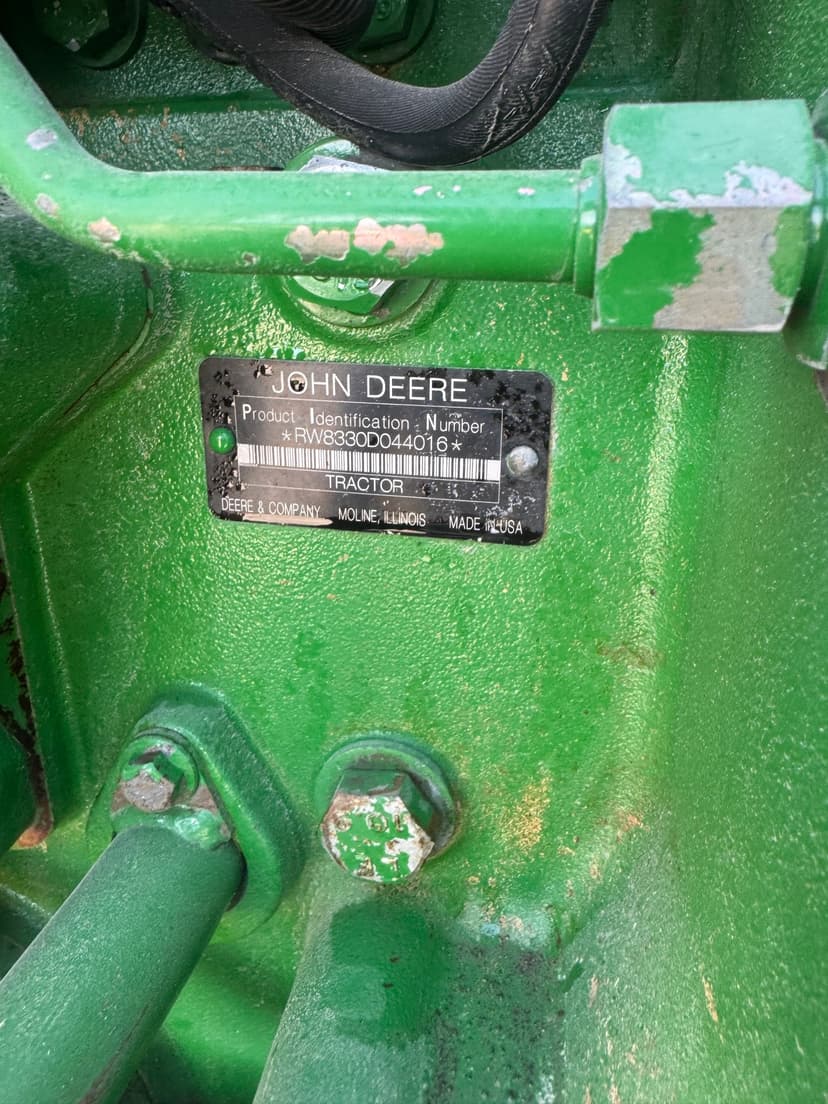 JOHN DEERE
Product Identification Number
*RW8330D044016*
TRACTOR
DEERE & COMPANY MOLINE, ILLINOIS MADE IN USA